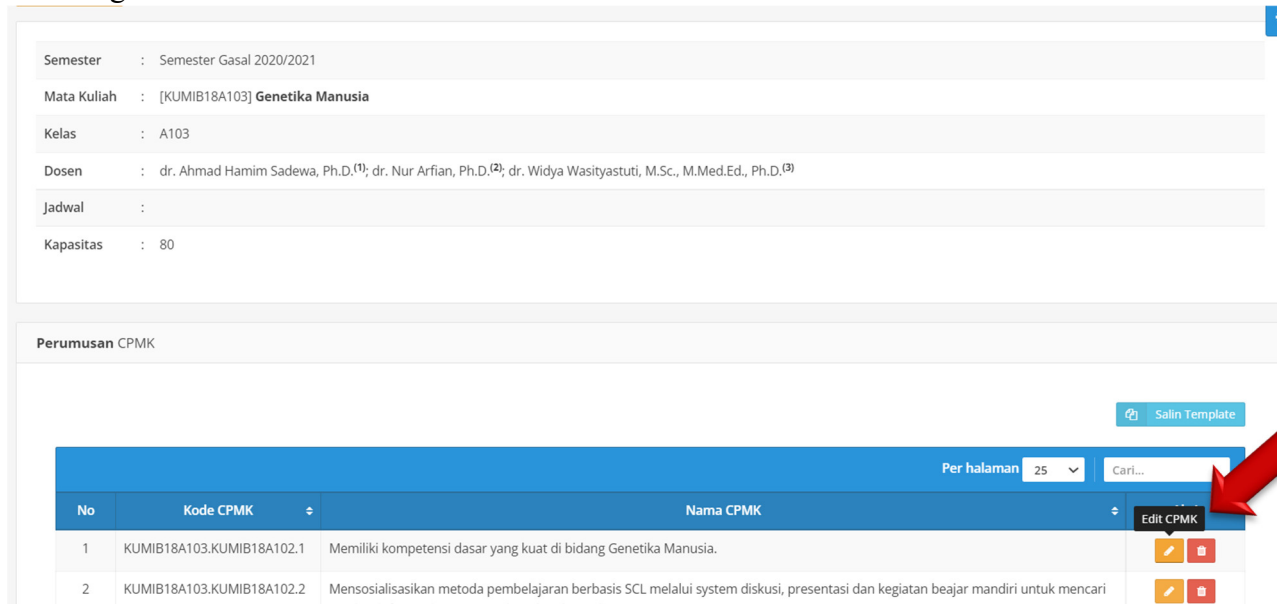 Semester : Semester Gasal 2020/2021
Mata Kuliah : [KUMIB18A103] Genetika Manusia
Kelas : A103
Dosen : dr. Ahmad Hamim Sadewa, Ph.D.(1); dr. Nur Arfian, Ph.D.(2); dr. Widya Wasityastuti, M.Sc., M.Med.Ed., Ph.D.(3)
Jadwal :
Kapasitas : 80
Perumusan CPMK
Salin Template
Per halaman 25 Cari...
No Kode CPMK Nama CPMK
Edit CPMK
1 KUMIB18A103.KUMIB18A102.1 Memiliki kompetensi dasar yang kuat di bidang Genetika Manusia.
2 KUMIB18A103.KUMIB18A102.2 Mensosialisasikan metoda pembelajaran berbasis SCL melalui system diskusi, presentasi dan kegiatan beajar mandiri untuk mencari